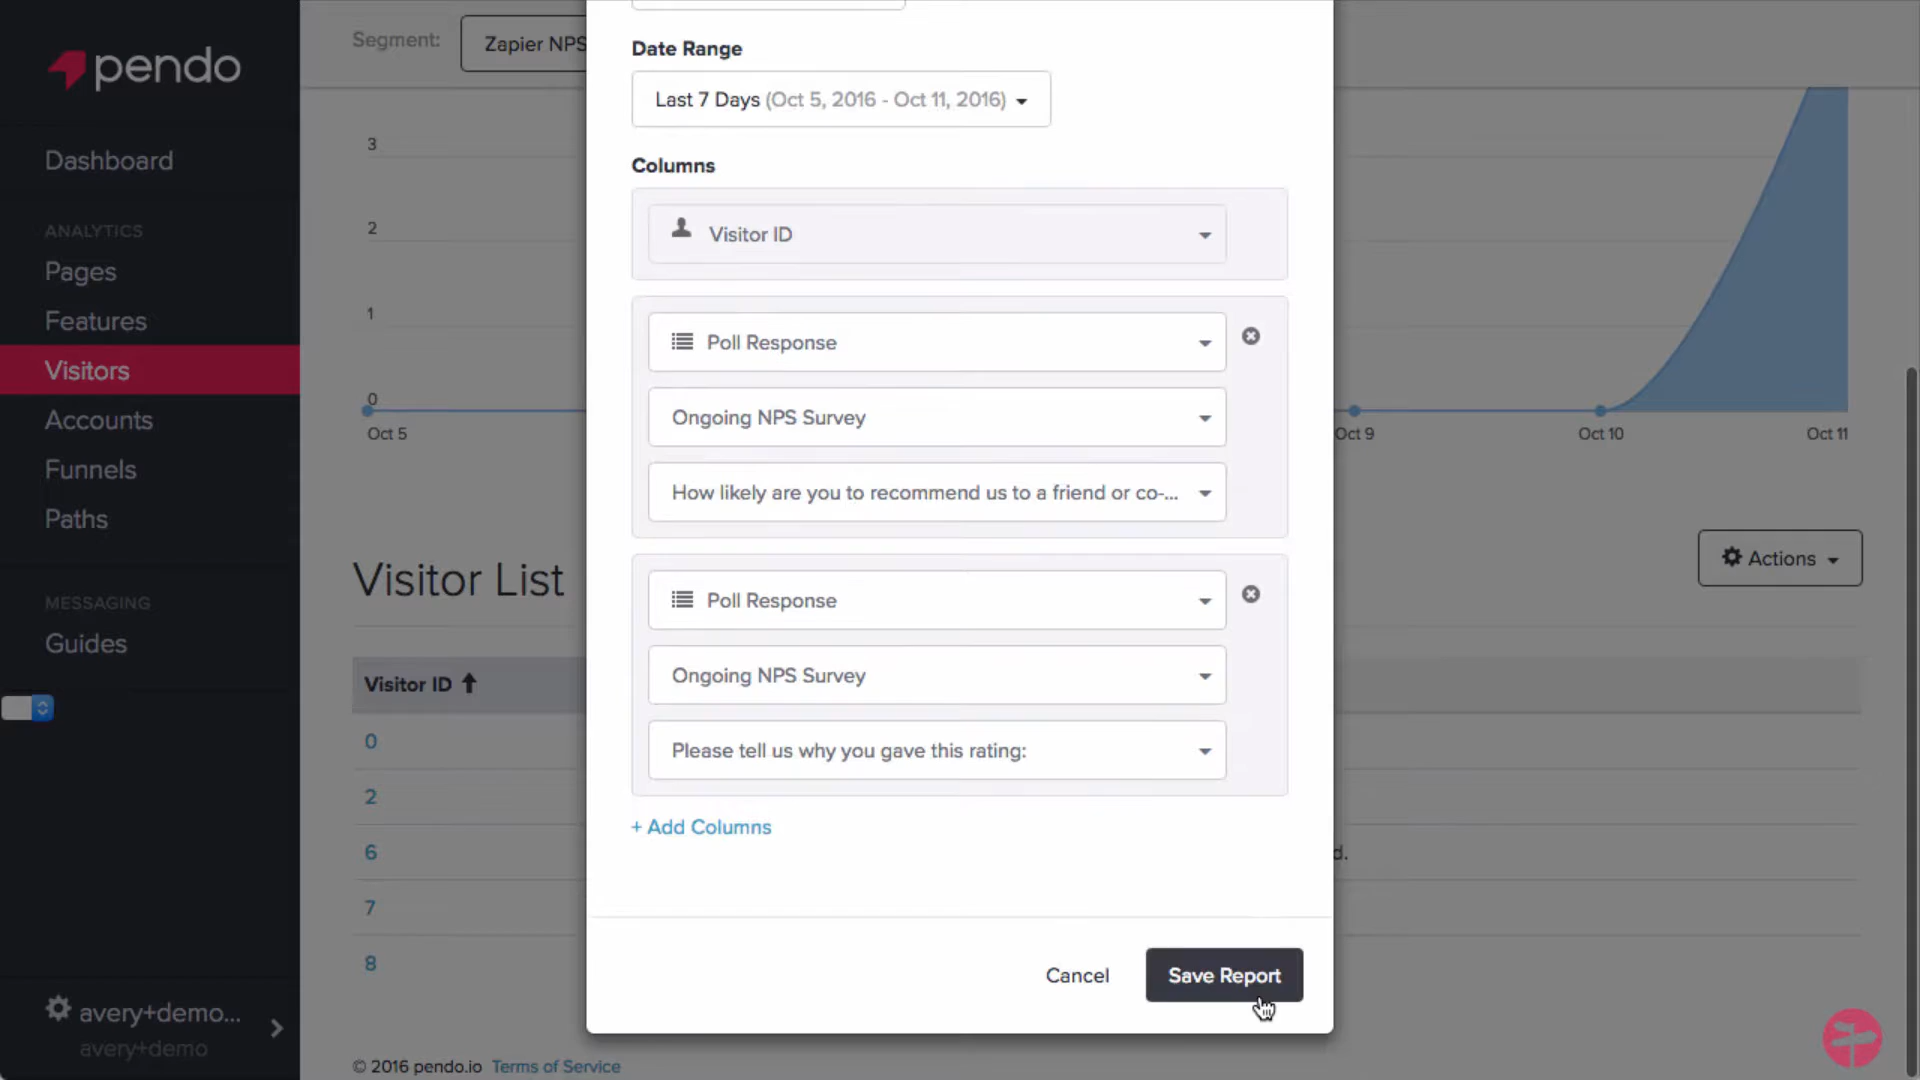 pendo
Dashboard
ANALYTICS
Pages
Features
Visitors
Accounts
Funnels
Paths
MESSAGING
Guides
avery+demo...
avery+demo
Segment:
Zapier NPS
3
2
1
0
Oct 5
Oct 9
Oct 10
Oct 11
Visitor List
Actions
Visitor ID
0
2
6
d.
7
8
© 2016 pendo.io Terms of Service
Date Range
Last 7 Days (Oct 5, 2016 - Oct 11, 2016)
Columns
Visitor ID
Poll Response
Ongoing NPS Survey
How likely are you to recommend us to a friend or co-...
Poll Response
Ongoing NPS Survey
Please tell us why you gave this rating:
+ Add Columns
Cancel
Save Report